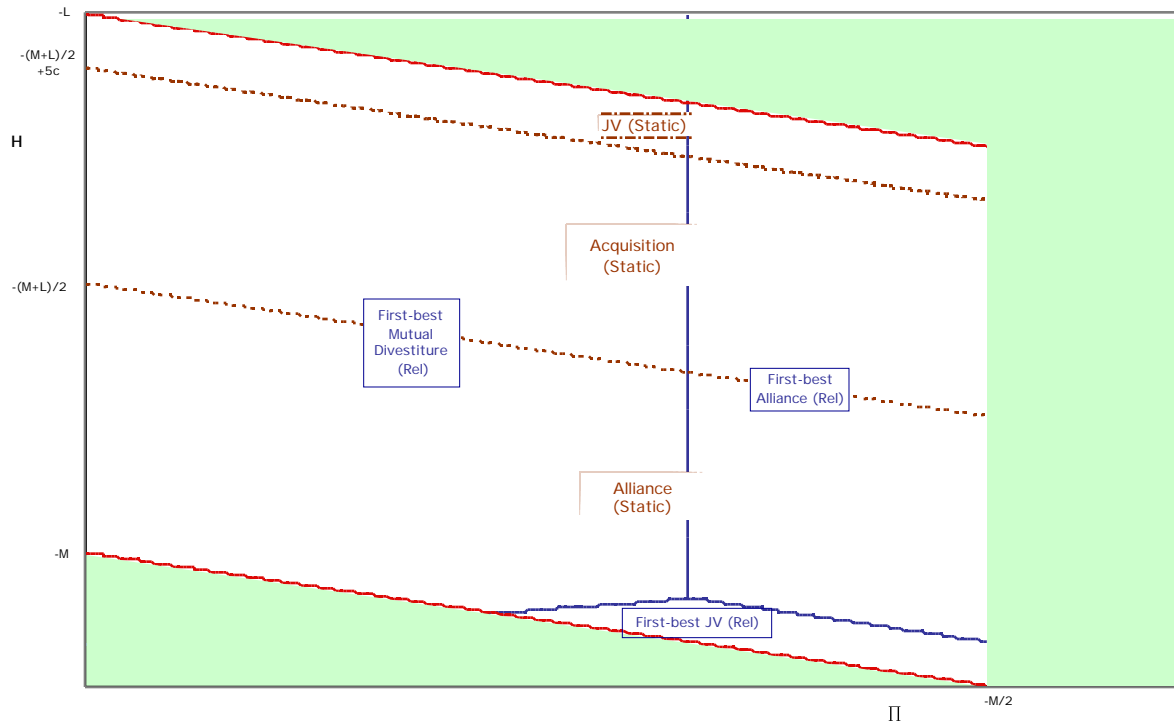 -L
-(M+L)/2
+5c
H
JV (Static)
Acquisition
(Static)
-(M+L)/2
First-best
Mutual
Divestiture
(Rel)
First-best
Alliance (Rel)
Alliance
(Static)
-M
First-best JV (Rel)
-M/2
∏